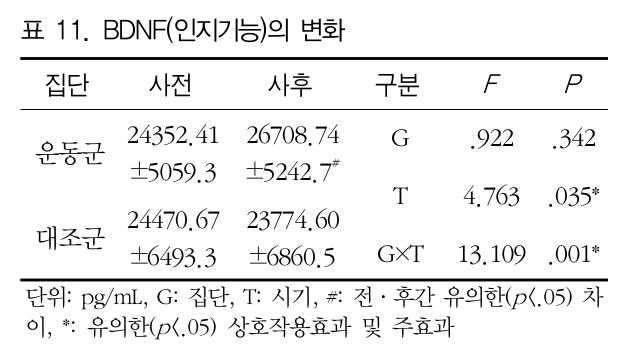 표 11. BDNF(인지기능)의 변화
집단 사전 사후 구분 F P
운동군 24352.41 ±5059.3 26708.74 ±5242.7# G .922 .342
T 4.763 .035*
대조군 24470.67 ±6493.3 23774.60 ±6860.5 G×T 13.109 .001*
단위: pg/mL, G: 집단, T: 시기, #: 전·후간 유의한(p<.05) 차
이, *: 유의한(p<.05) 상호작용효과 및 주효과